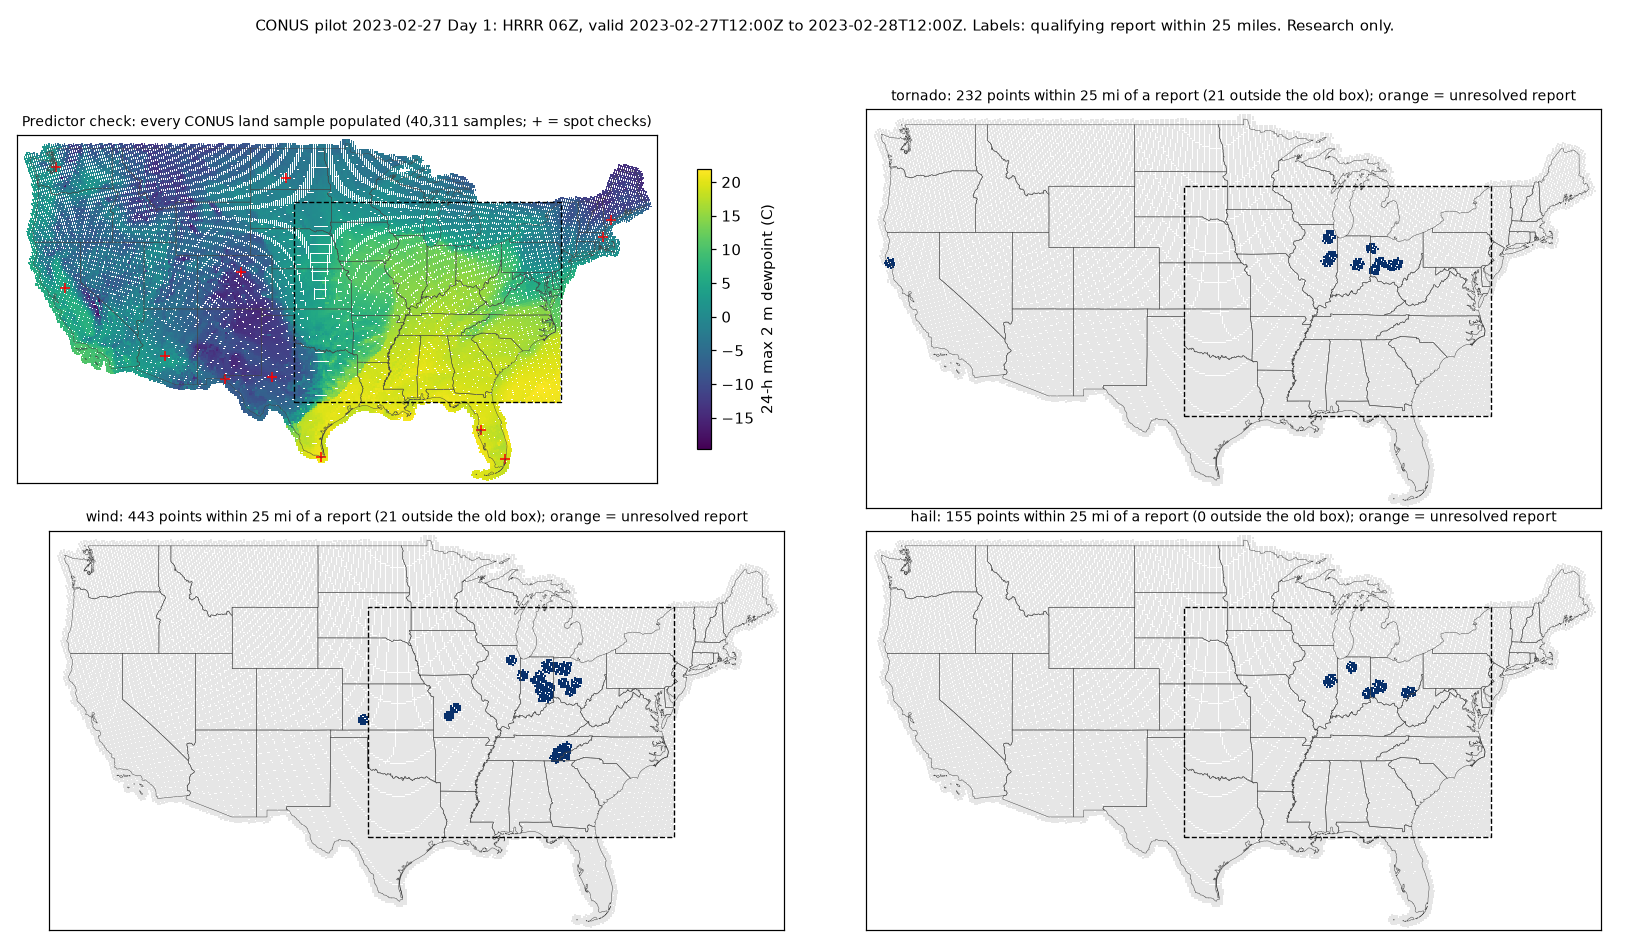 CONUS pilot 2023-02-27 Day 1: HRRR 06Z, valid 2023-02-27T12:00Z to 2023-02-28T12:00Z. Labels: qualifying report within 25 miles. Research only.
Predictor check: every CONUS land sample populated (40,311 samples; + = spot checks)
20
15
10
5
0
−5
−10
−15
24-h max 2 m dewpoint (C)
tornado: 232 points within 25 mi of a report (21 outside the old box); orange = unresolved report
wind: 443 points within 25 mi of a report (21 outside the old box); orange = unresolved report
hail: 155 points within 25 mi of a report (0 outside the old box); orange = unresolved report